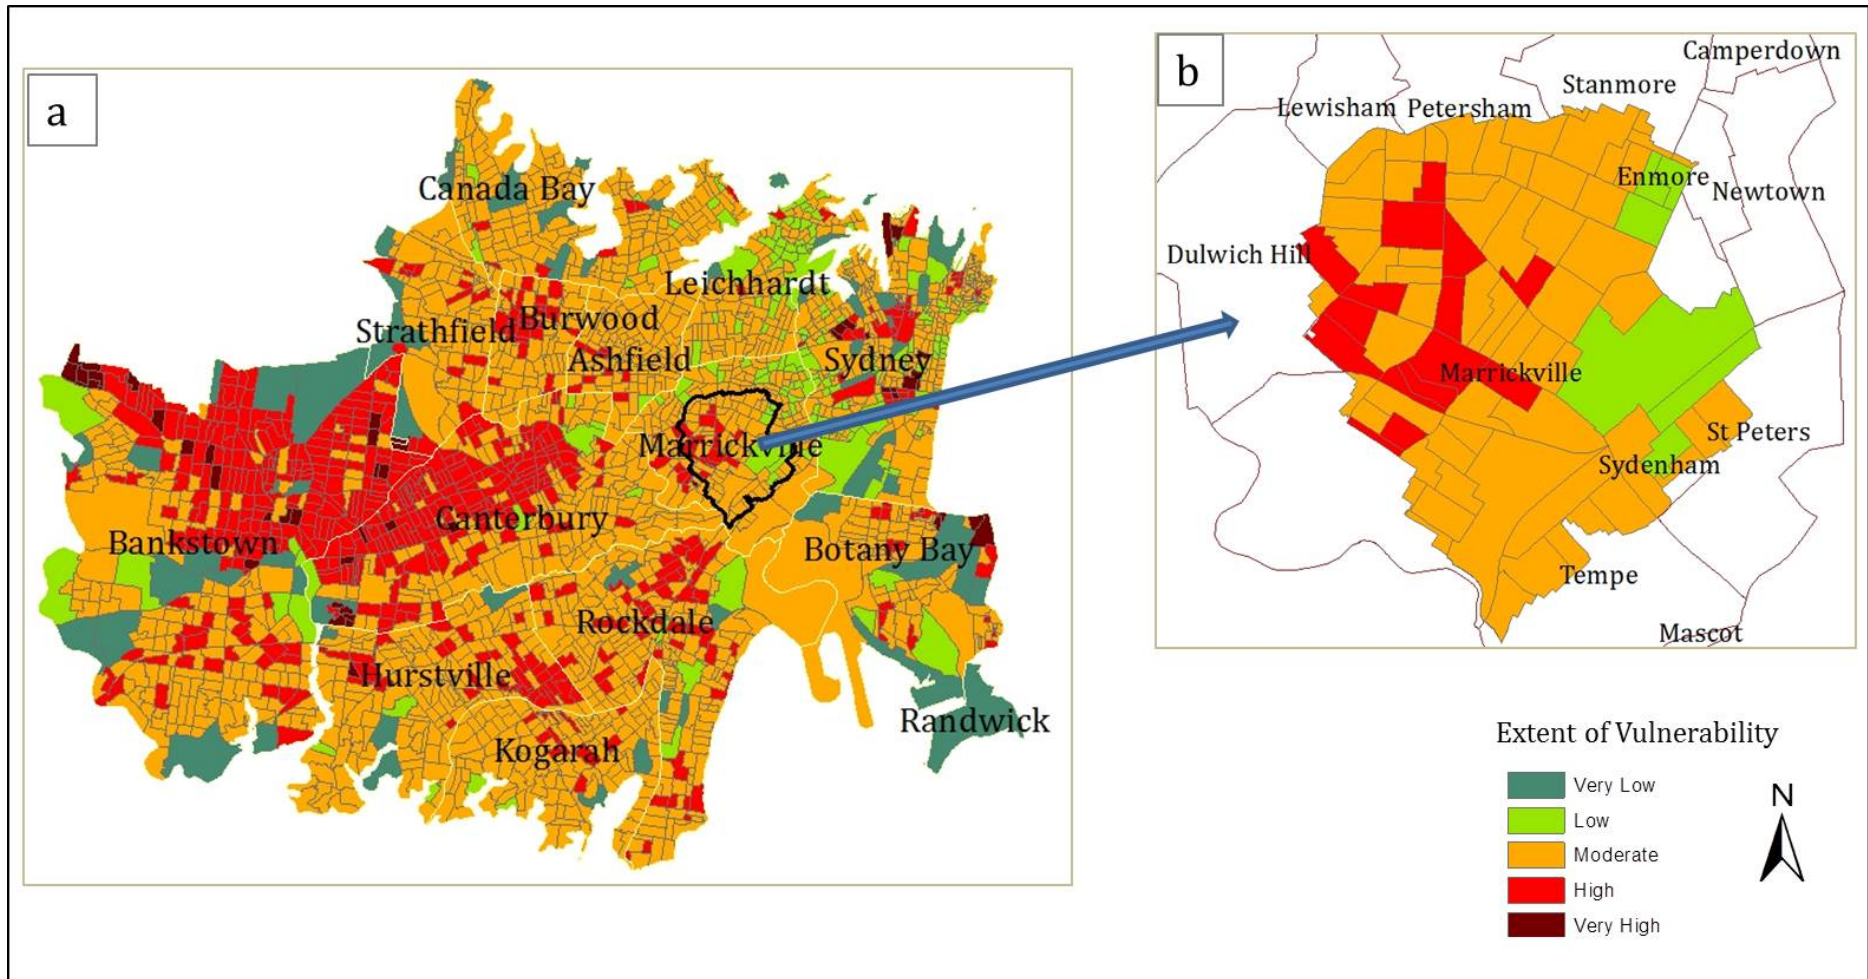 a
Canada Bay
Leichhardt
Strathfield
Burwood
Ashfield
Sydney
Marrickville
Canterbury
Bankstown
Botany Bay
Rockdale
Hurstville
Randwick
Kogarah
b
Camperdown
Stanmore
Lewisham
Petersham
Enmore
Newtown
Dulwich Hill
Marrickville
St Peters
Sydenham
Tempe
Mascot
Extent of Vulnerability
Very Low
Low
Moderate
High
Very High
N